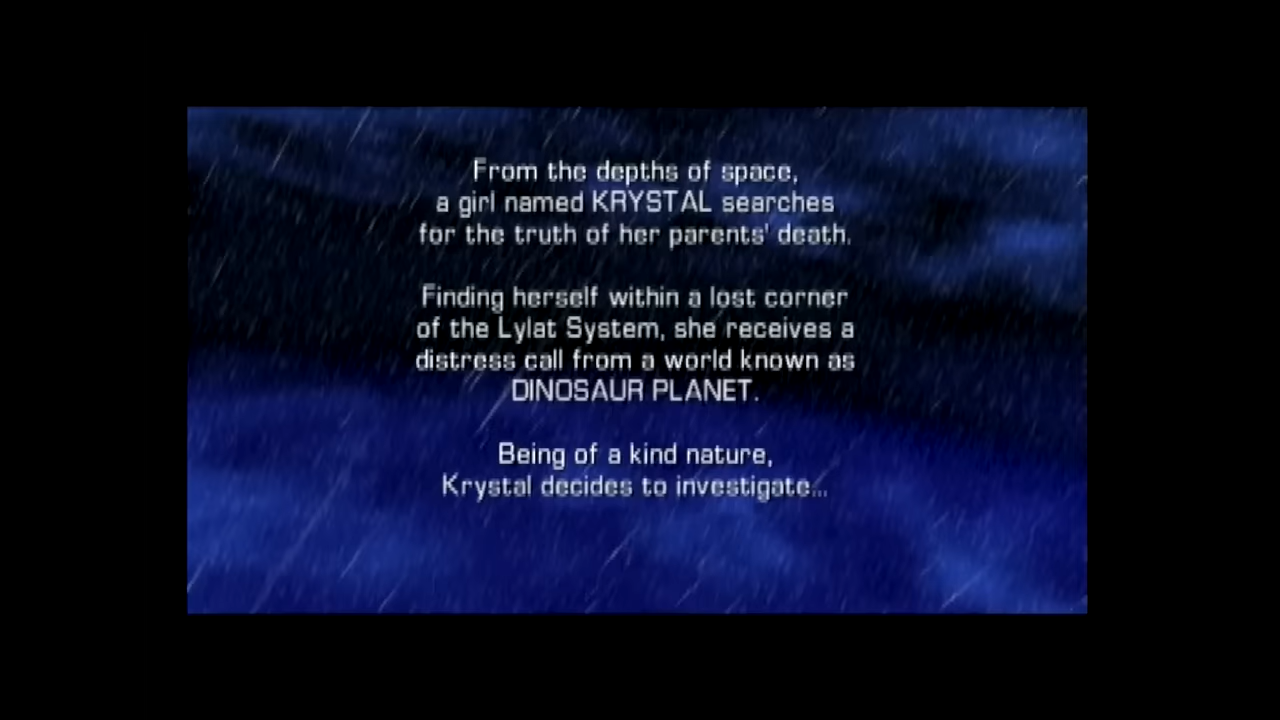 From the depths of space,
a girl named KRYSTAL searches
for the truth of her parents' death.
Finding herself within a lost corner
of the Lylat System, she receives a
distress call from a world known as
DINOSAUR PLANET.
Being of a kind nature,
Krystal decides to investigate...